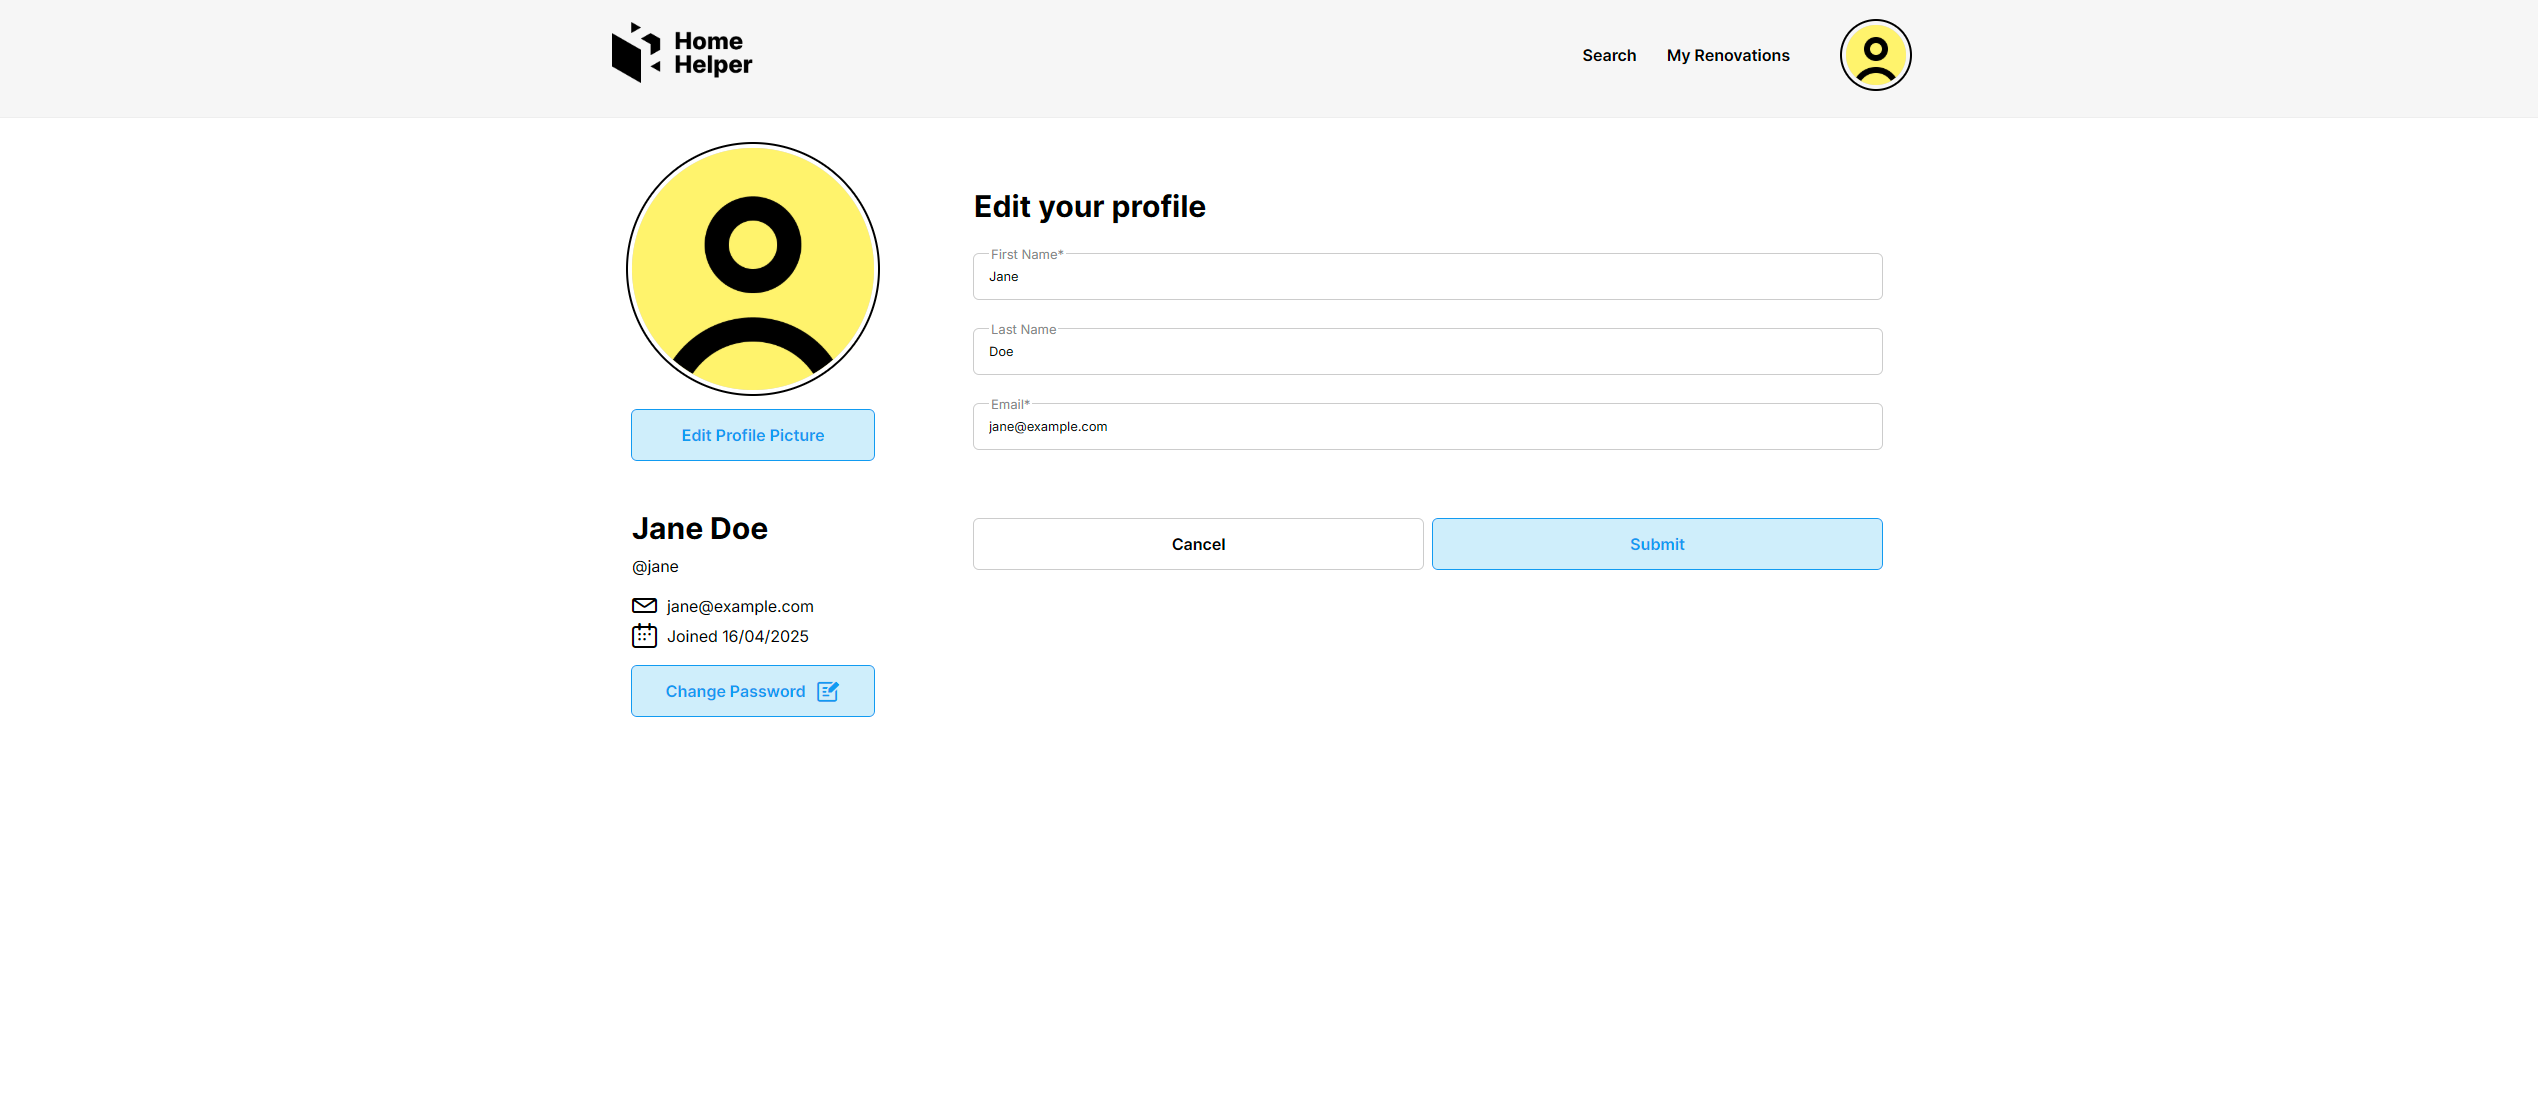 Home
Helper
Search
My Renovations
Edit Profile Picture
Jane Doe
@jane
jane@example.com
Joined 16/04/2025
Change Password
Edit your profile
First Name*
Jane
Last Name
Doe
Email*
jane@example.com
Cancel
Submit